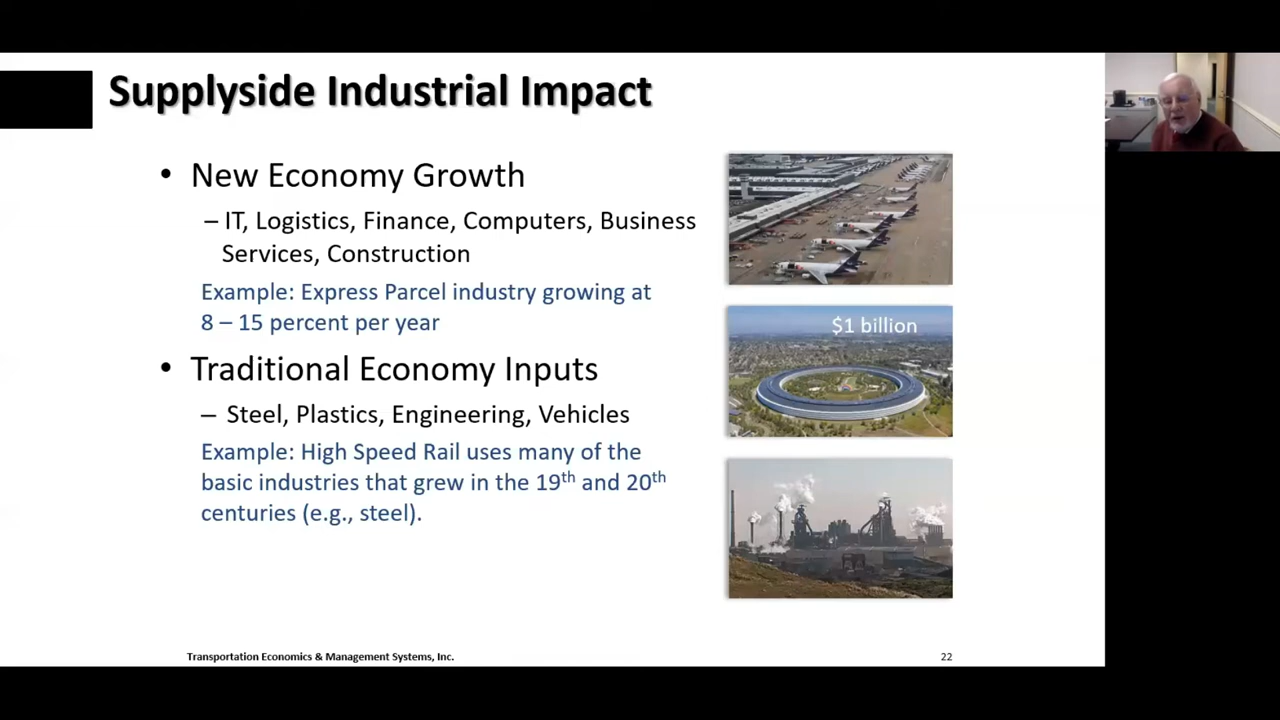 Supplyside Industrial Impact
• New Economy Growth
– IT, Logistics, Finance, Computers, Business
Services, Construction
Example: Express Parcel industry growing at
8 – 15 percent per year
• Traditional Economy Inputs
– Steel, Plastics, Engineering, Vehicles
Example: High Speed Rail uses many of the
basic industries that grew in the 19th and 20th
centuries (e.g., steel).
$1 billion
Transportation Economics & Management Systems, Inc.
22